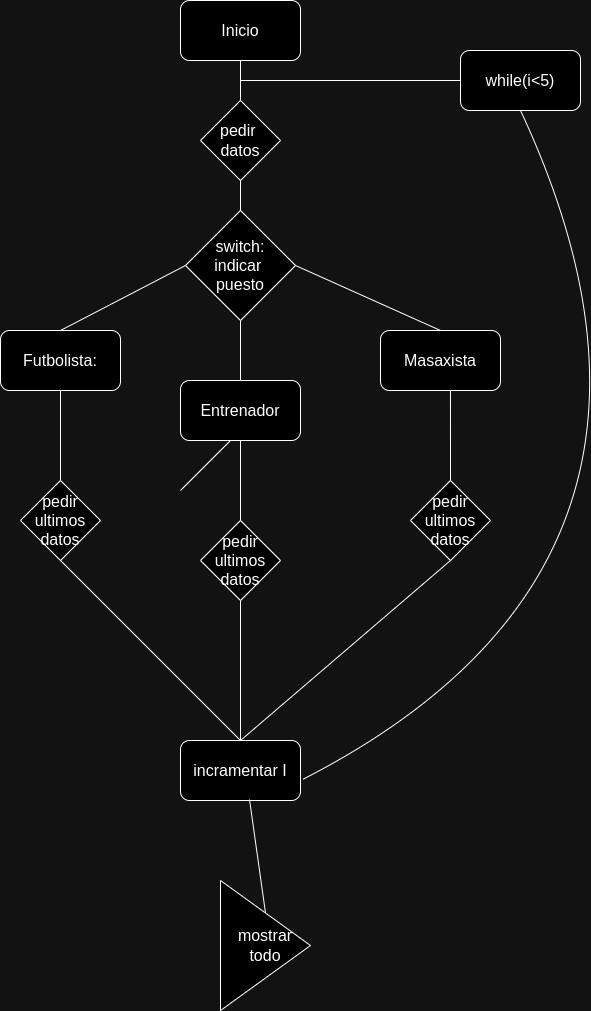 Inicio
while(i<5)
pedir
datos
switch:
indicar
puesto
Futbolista:
Entrenador
Masaxista
pedir
ultimos
datos
pedir
ultimos
datos
pedir
ultimos
datos
incramentar I
mostrar
todo